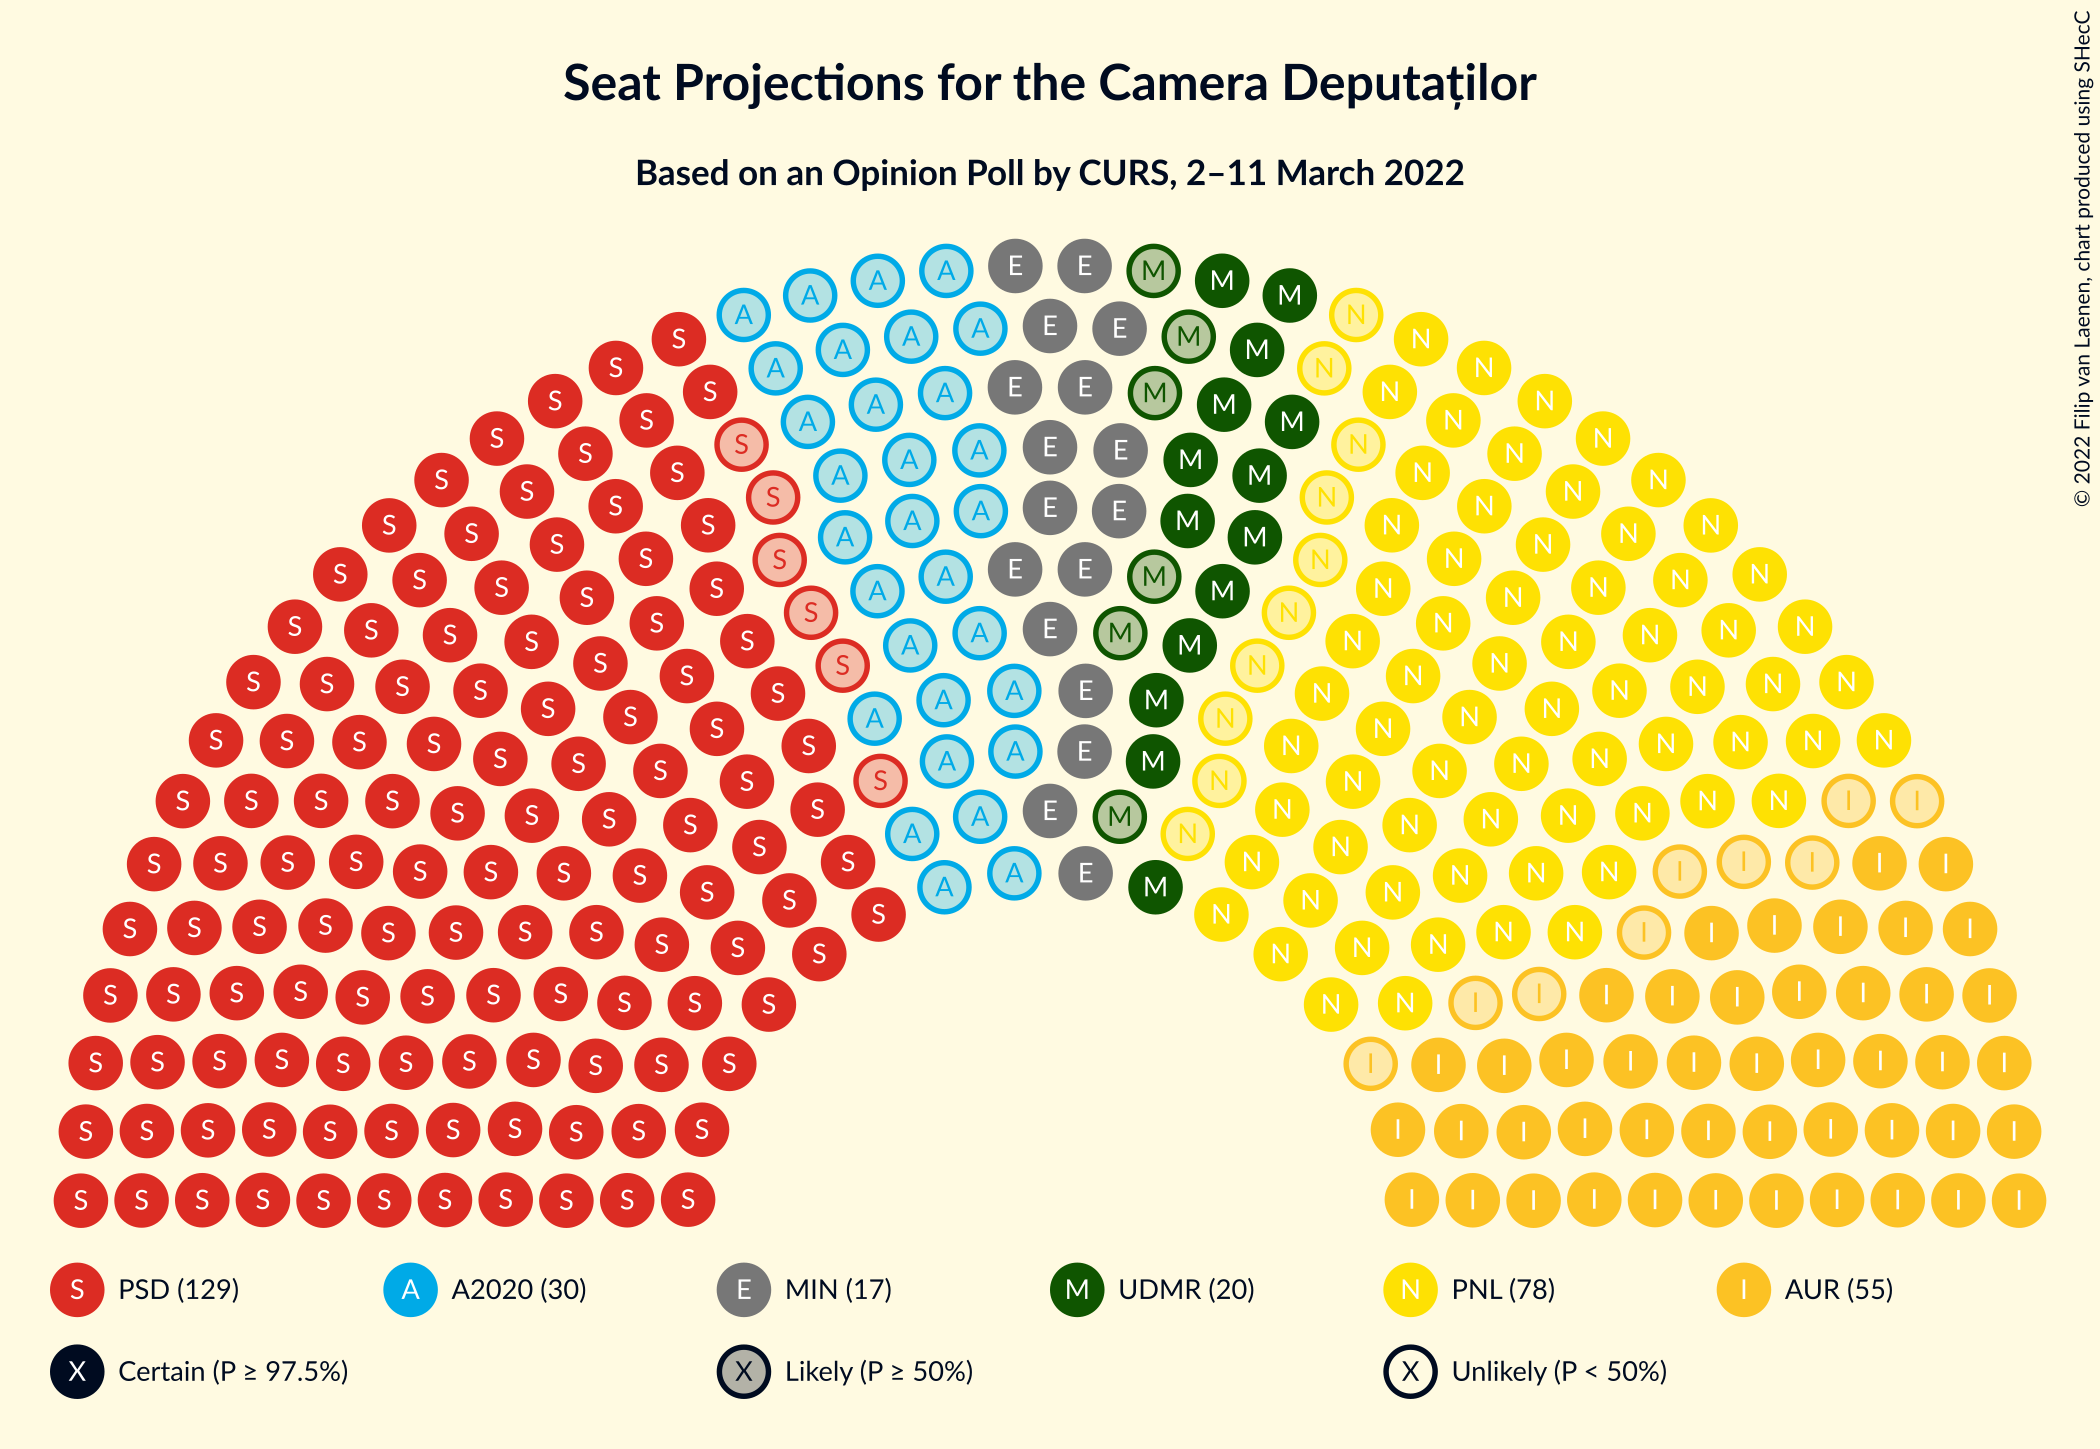 Seat Projections for the Camera Deputaților
Based on an Opinion Poll by CURS, 2–11 March 2022
© 2022 Filip van Laenen, chart produced using SHecC
S PSD (129) A A2020 (30) E MIN (17) M UDMR (20) N PNL (78) I AUR (55)
X Certain (P ≥ 97.5%) X Likely (P ≥ 50%) X Unlikely (P < 50%)